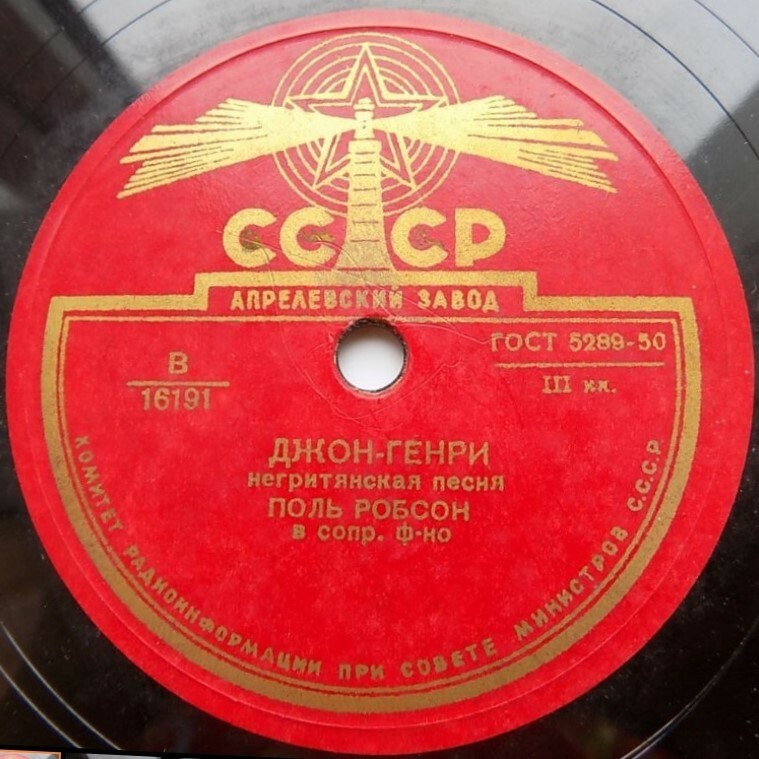 СССР
АПРЕЛЕВСКИЙ ЗАВОД
ГОСТ 5289-50
III кл.
В
16191
ДЖОН-ГЕНРИ
негритянская песня
ПОЛЬ РОБСОН
в сопр. ф-но
КОМИТЕТ РАДИОИНФОРМАЦИИ ПРИ СОВЕТЕ МИНИСТРОВ С.С.С.Р.